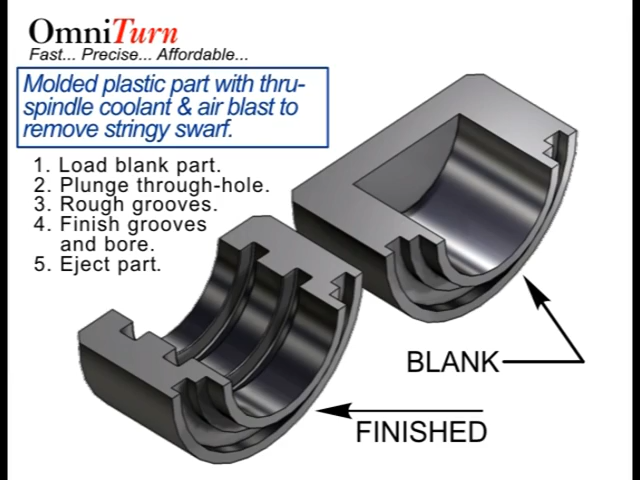 OmniTurn
Fast... Precise... Affordable...
Molded plastic part with thru-
spindle coolant & air blast to
remove stringy swarf.
1. Load blank part.
2. Plunge through-hole.
3. Rough grooves.
4. Finish grooves
and bore.
5. Eject part.
BLANK
FINISHED